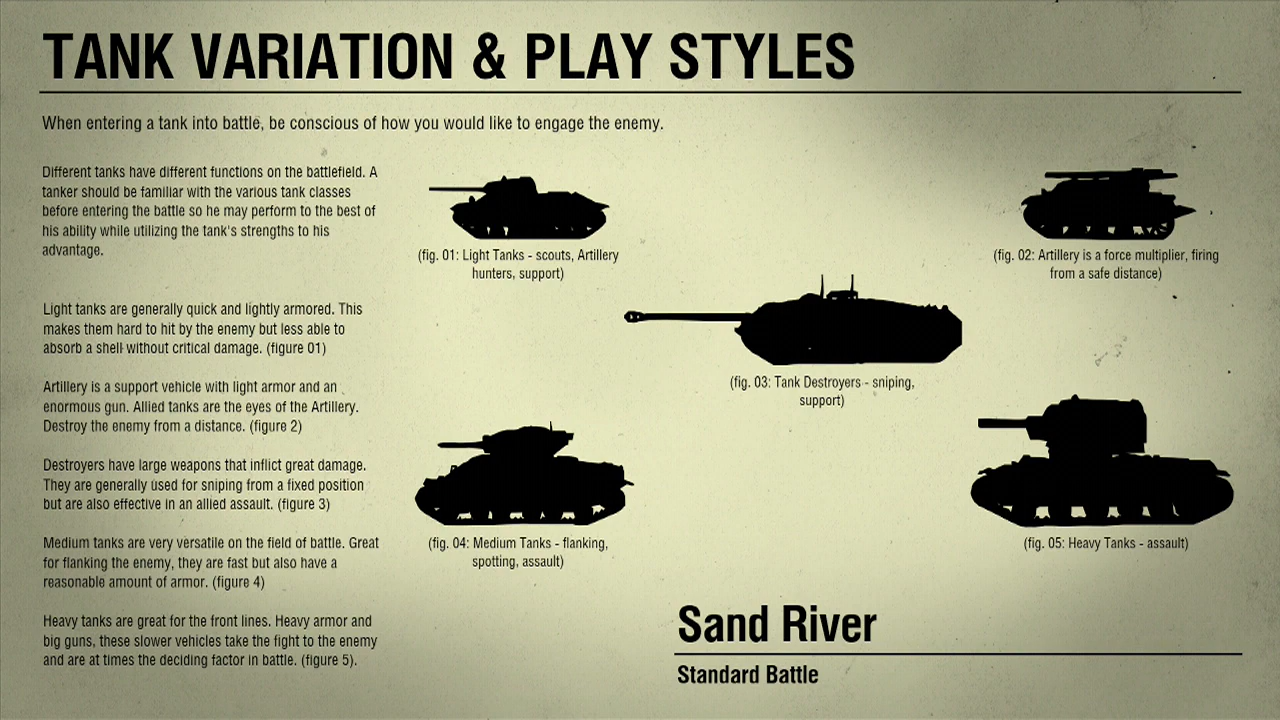 TANK VARIATION & PLAY STYLES
When entering a tank into battle, be conscious of how you would like to engage the enemy.
Different tanks have different functions on the battlefield. A
tanker should be familiar with the various tank classes
before entering the battle so he may perform to the best of
his ability while utilizing the tank's strengths to his
advantage.
Light tanks are generally quick and lightly armored. This
makes them hard to hit by the enemy but less able to
absorb a shell without critical damage. (figure 01)
Artillery is a support vehicle with light armor and an
enormous gun. Allied tanks are the eyes of the Artillery.
Destroy the enemy from a distance. (figure 2)
Destroyers have large weapons that inflict great damage.
They are generally used for sniping from a fixed position
but are also effective in an allied assault. (figure 3)
Medium tanks are very versatile on the field of battle. Great
for flanking the enemy, they are fast but also have a
reasonable amount of armor. (figure 4)
Heavy tanks are great for the front lines. Heavy armor and
big guns, these slower vehicles take the fight to the enemy
and are at times the deciding factor in battle. (figure 5).
(fig. 01: Light Tanks - scouts, Artillery
hunters, support)
(fig. 02: Artillery is a force multiplier, firing
from a safe distance)
(fig. 03: Tank Destroyers - sniping,
support)
(fig. 04: Medium Tanks - flanking,
spotting, assault)
(fig. 05: Heavy Tanks - assault)
Sand River
Standard Battle